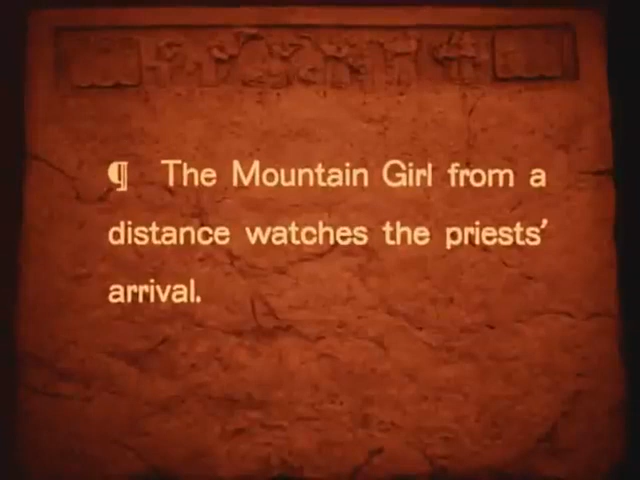 ¶ The Mountain Girl from a
distance watches the priests'
arrival.